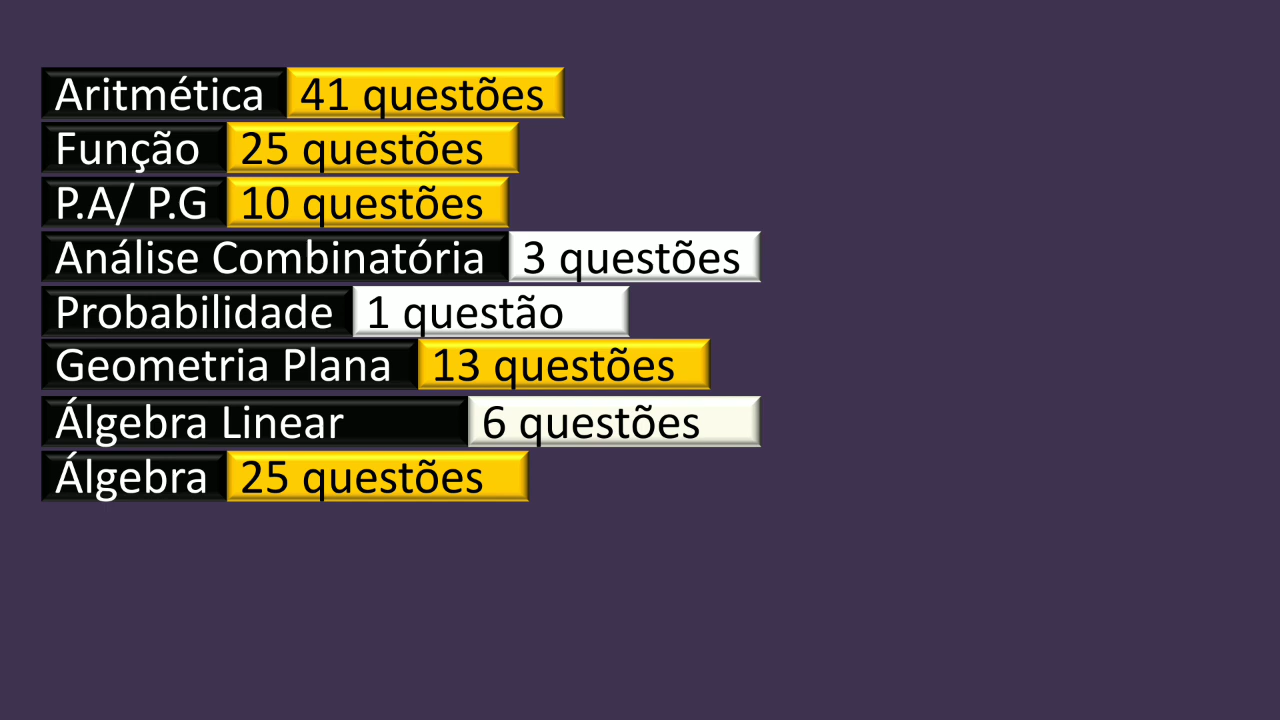 Aritmética 41 questões
Função 25 questões
P.A/ P.G 10 questões
Análise Combinatória 3 questões
Probabilidade 1 questão
Geometria Plana 13 questões
Álgebra Linear 6 questões
Álgebra 25 questões